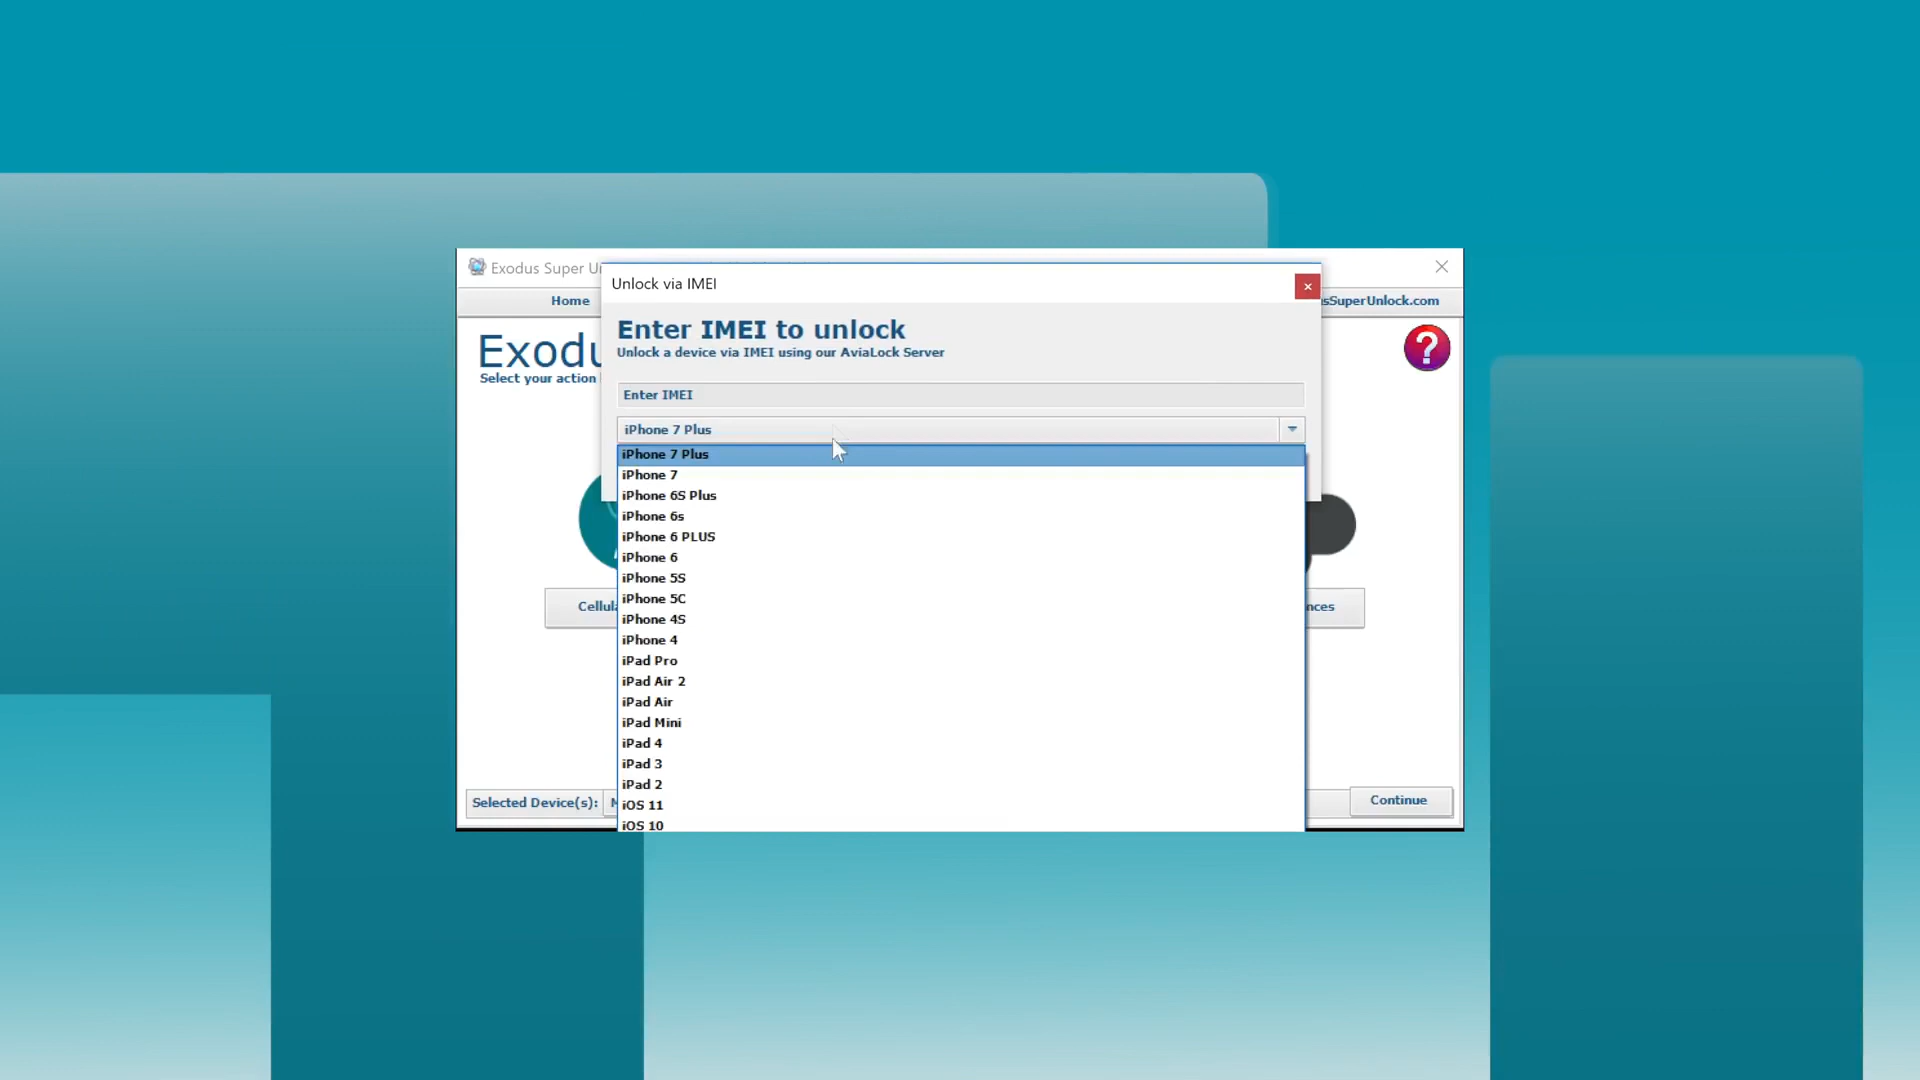 Exodus Super Un
Unlock via IMEI
Home
sSuperUnlock.com
Enter IMEI to unlock
Unlock a device via IMEI using our AviaLock Server
Exodu
Select your action
?
Enter IMEI
iPhone 7 Plus
iPhone 7 Plus
iPhone 7
iPhone 6S Plus
iPhone 6s
iPhone 6 PLUS
iPhone 6
iPhone 5S
iPhone 5C
iPhone 4S
iPhone 4
iPad Pro
iPad Air 2
iPad Air
iPad Mini
iPad 4
iPad 3
iPad 2
iOS 11
iOS 10
Cellula
nces
Selected Device(s):
Continue